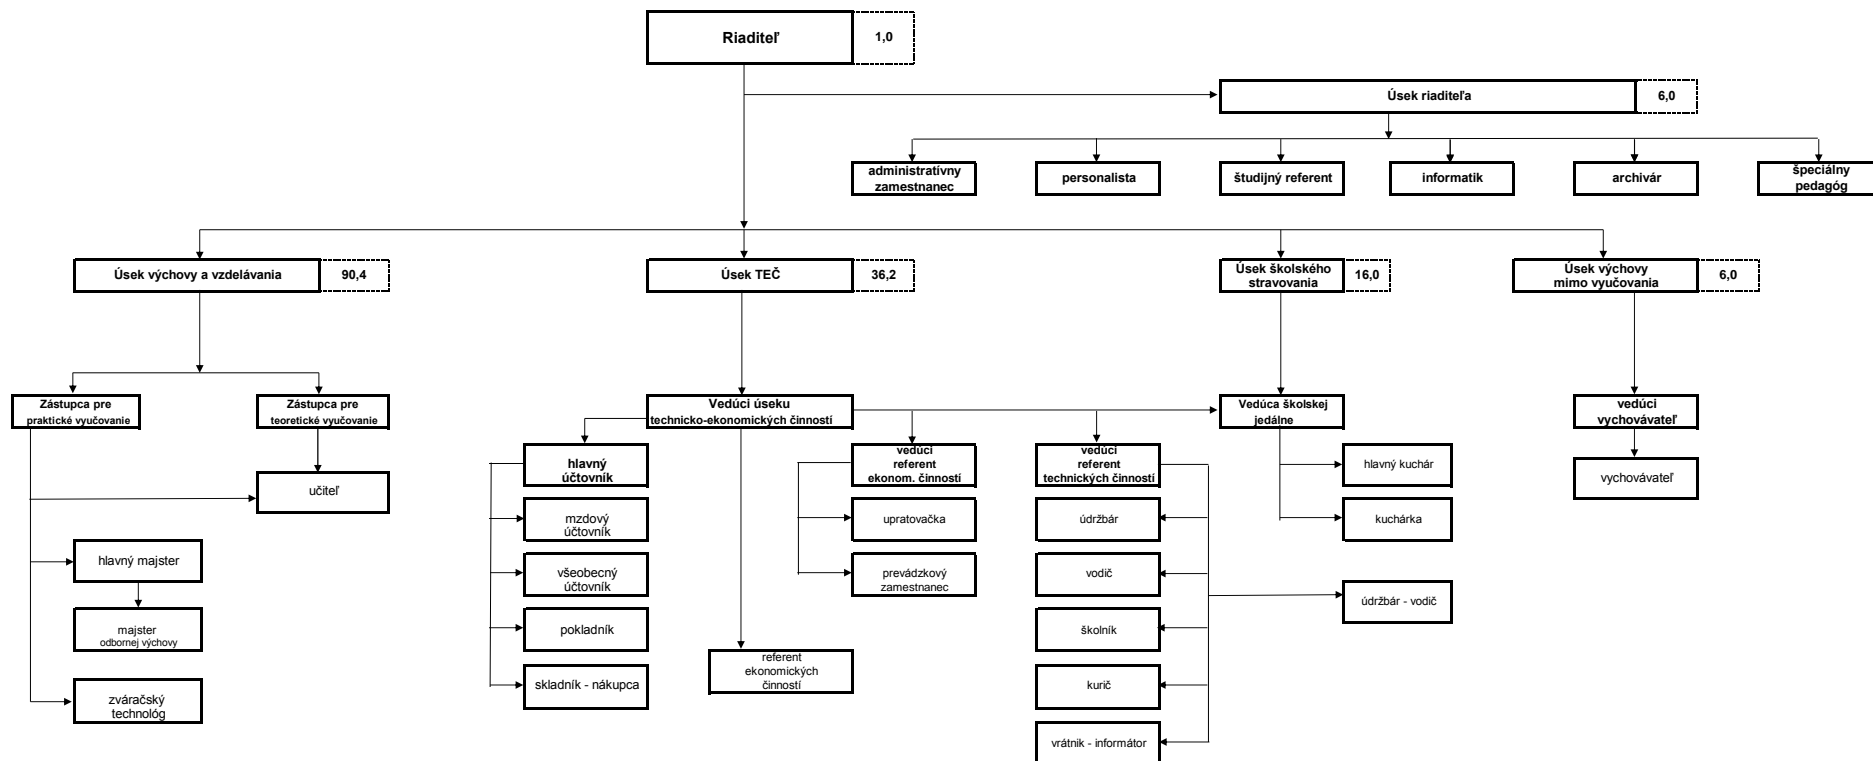 Riaditeľ
1,0
Úsek riaditeľa
6,0
administratívny
zamestnanec
personalista
študijný referent
informatik
archivár
špeciálny
pedagóg
Úsek výchovy a vzdelávania
90,4
Úsek TEČ
36,2
Úsek školského
stravovania
16,0
Úsek výchovy
mimo vyučovania
6,0
Zástupca pre
praktické vyučovanie
Zástupca pre
teoretické vyučovanie
Vedúci úseku
technicko-ekonomických činností
Vedúca školskej
jedálne
vedúci
vychovávateľ
učiteľ
hlavný majster
majster
odbornej výchovy
zváračský
technológ
hlavný
účtovník
mzdový
účtovník
všeobecný
účtovník
pokladník
skladník - nákupca
referent
ekonomických
činností
vedúci
referent
ekonom. činností
upratovačka
prevádzkový
zamestnanec
vedúci
referent
technických činností
údržbár
vodič
školník
kurič
vrátnik - informátor
hlavný kuchár
kuchárka
údržbár - vodič
vychovávateľ